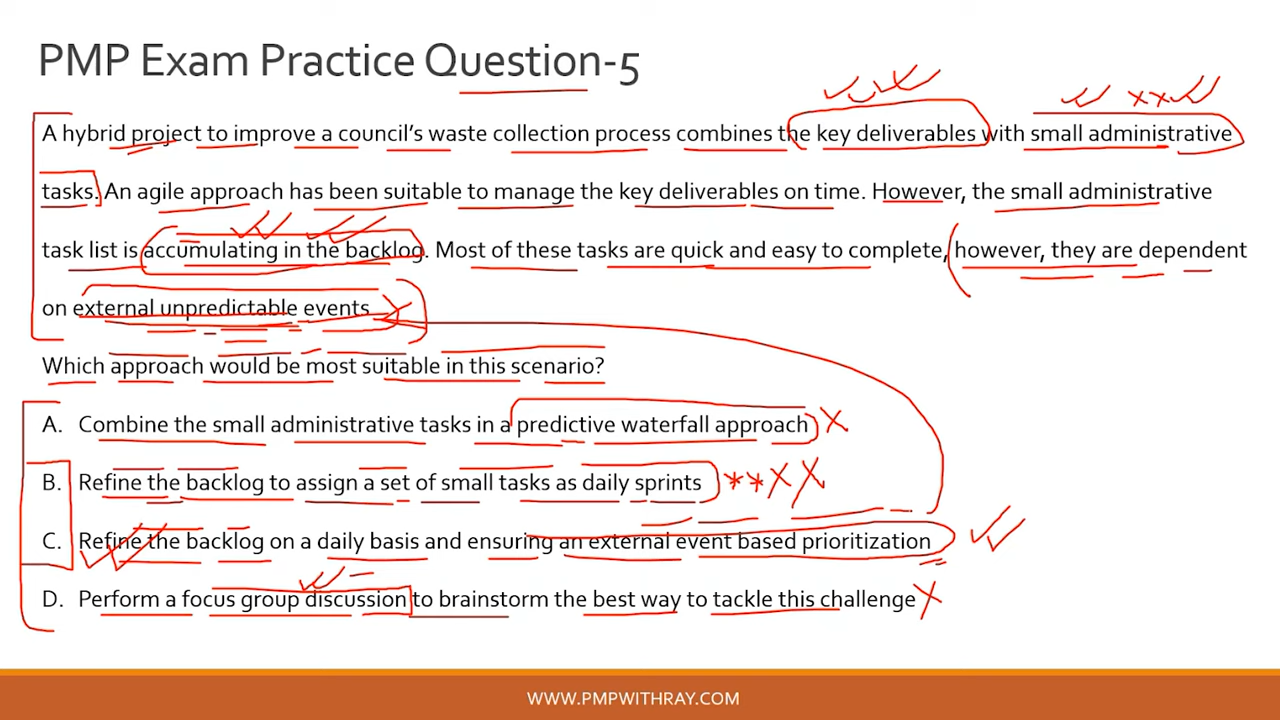 PMP Exam Practice Question-5
A hybrid project to improve a council's waste collection process combines the key deliverables with small administrative
tasks. An agile approach has been suitable to manage the key deliverables on time. However, the small administrative
task list is accumulating in the backlog. Most of these tasks are quick and easy to complete, however, they are dependent
on external unpredictable events.
Which approach would be most suitable in this scenario?
A. Combine the small administrative tasks in a predictive waterfall approach
B. Refine the backlog to assign a set of small tasks as daily sprints
C. Refine the backlog on a daily basis and ensuring an external event based prioritization
D. Perform a focus group discussion to brainstorm the best way to tackle this challenge
WWW.PMPWITHRAY.COM